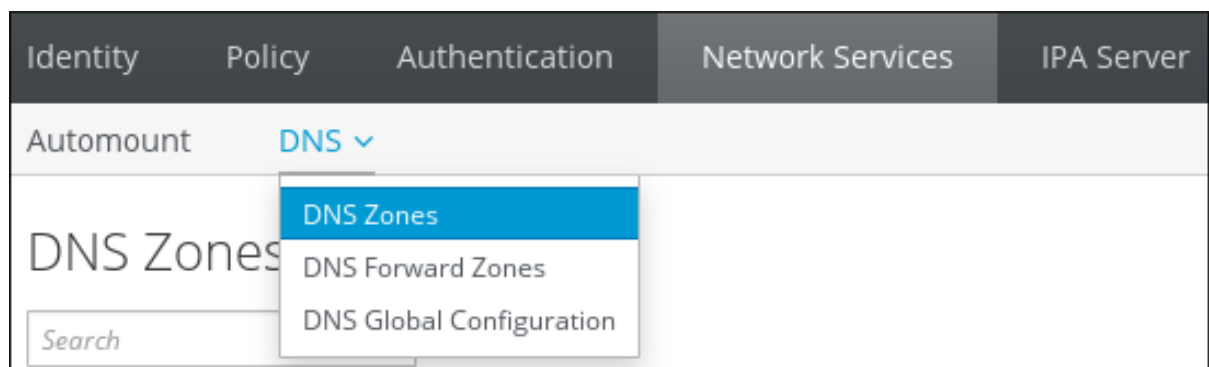 Identity Policy Authentication Network Services IPA Server
Automount DNS
DNS Zones
DNS Zones
DNS Forward Zones
DNS Global Configuration
Search